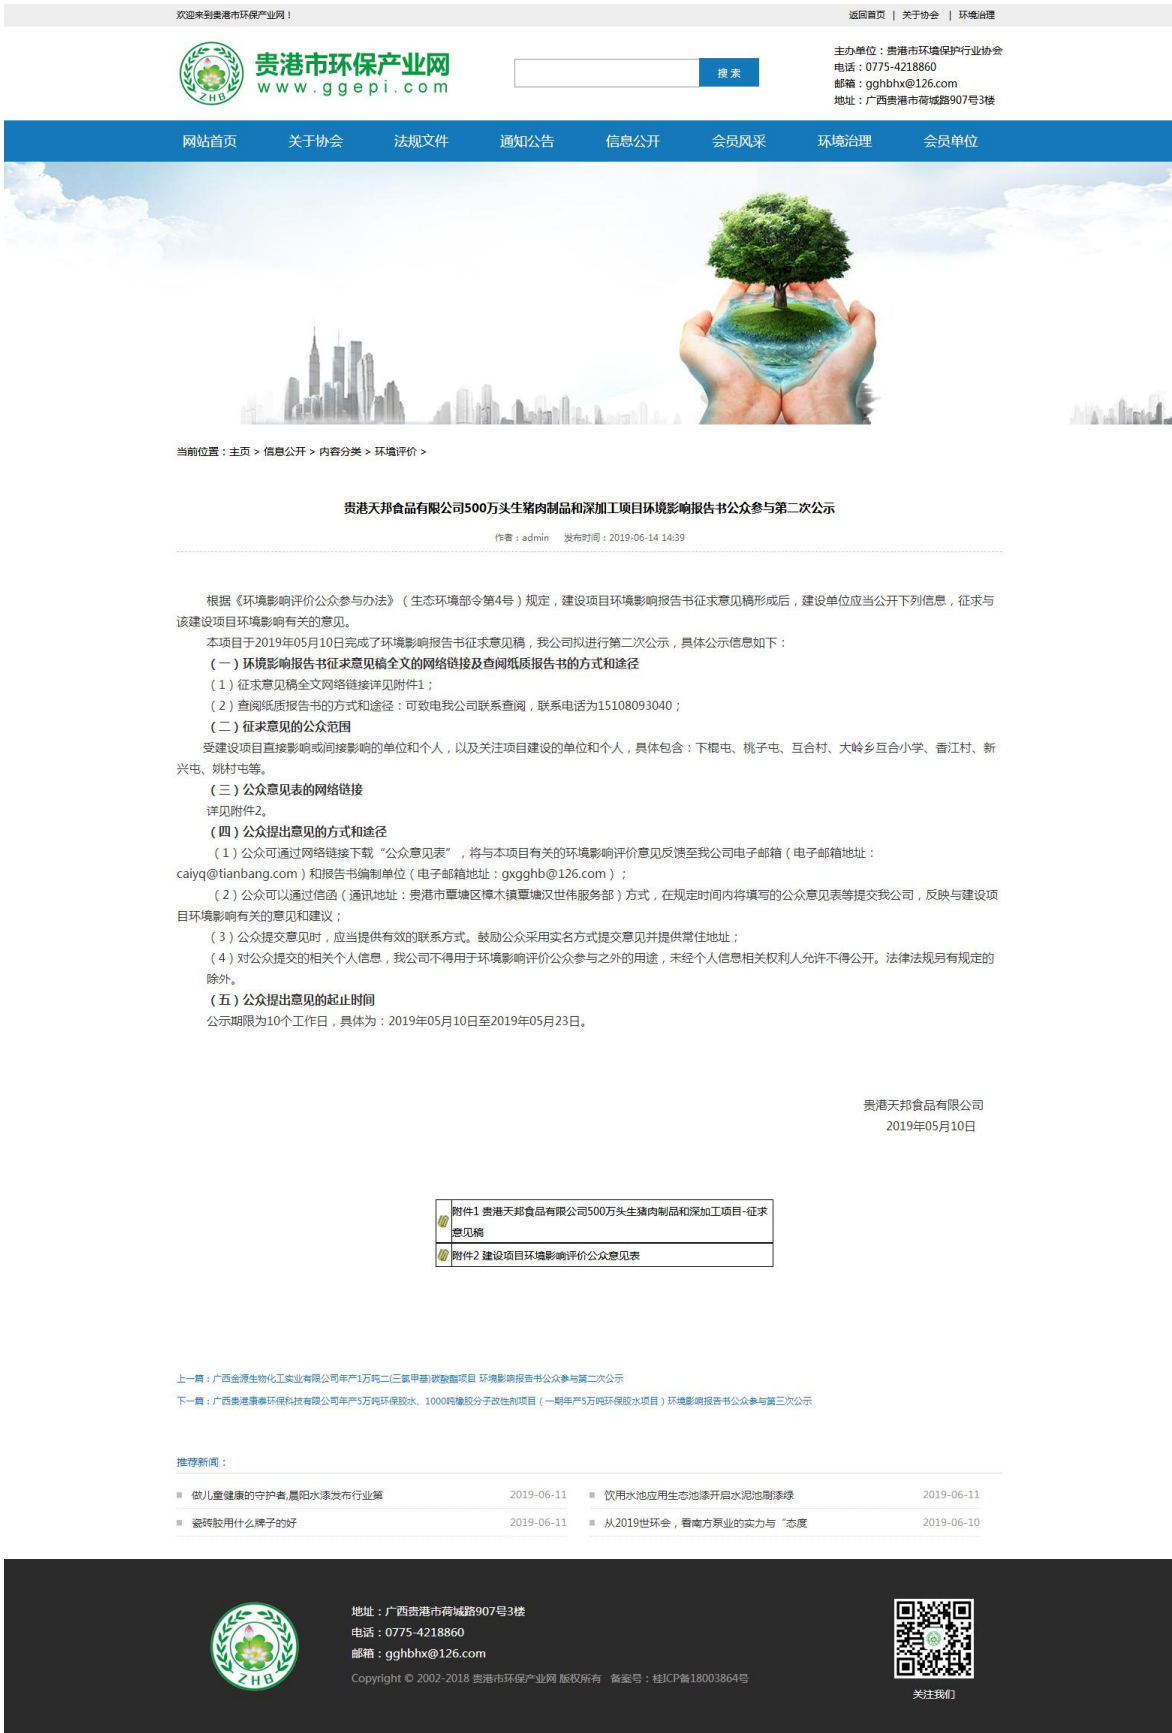 欢迎来到贵港市环保产业网！
返回首页 | 关于协会 | 环境治理
贵港市环保产业网
www.ggepi.com
ZHB
搜 索
主办单位：贵港市环境保护行业协会
电话：0775-4218860
邮箱：gghbhx@126.com
地址：广西贵港市荷城路907号3楼
网站首页 关于协会 法规文件 通知公告 信息公开 会员风采 环境治理 会员单位
当前位置：主页 > 信息公开 > 内容分类 > 环境评价 >
贵港天邦食品有限公司500万头生猪肉制品和深加工项目环境影响报告书公众参与第二次公示
作者：admin 发布时间：2019-06-14 14:39
根据《环境影响评价公众参与办法》（生态环境部令第4号）规定，建设项目环境影响报告书征求意见稿形成后，建设单位应当公开下列信息，征求与
该建设项目环境影响有关的意见。
本项目于2019年05月10日完成了环境影响报告书征求意见稿，我公司拟进行第二次公示，具体公示信息如下：
（一）环境影响报告书征求意见稿全文的网络链接及查阅纸质报告书的方式和途径
（1）征求意见稿全文网络链接详见附件1；
（2）查阅纸质报告书的方式和途径：可致电我公司联系查阅，联系电话为15108093040；
（二）征求意见的公众范围
受建设项目直接影响或间接影响的单位和个人，以及关注项目建设的单位和个人，具体包含：下棍屯、桃子屯、互合村、大岭乡互合小学、香江村、新
兴屯、姚村屯等。
（三）公众意见表的网络链接
详见附件2。
（四）公众提出意见的方式和途径
（1）公众可通过网络链接下载“公众意见表”，将与本项目有关的环境影响评价意见反馈至我公司电子邮箱（电子邮箱地址：
caiyq@tianbang.com）和报告书编制单位（电子邮箱地址：gxgghb@126.com）；
（2）公众可以通过信函（通讯地址：贵港市覃塘区樟木镇覃塘汉世伟服务部）方式，在规定时间内将填写的公众意见表等提交我公司，反映与建设项
目环境影响有关的意见和建议；
（3）公众提交意见时，应当提供有效的联系方式。鼓励公众采用实名方式提交意见并提供常住地址；
（4）对公众提交的相关个人信息，我公司不得用于环境影响评价公众参与之外的用途，未经个人信息相关权利人允许不得公开。法律法规另有规定的
除外。
（五）公众提出意见的起止时间
公示期限为10个工作日，具体为：2019年05月10日至2019年05月23日。
贵港天邦食品有限公司
2019年05月10日
附件1 贵港天邦食品有限公司500万头生猪肉制品和深加工项目-征求
意见稿
附件2 建设项目环境影响评价公众意见表
上一篇：广西金源生物化工实业有限公司年产1万吨二(三氯甲基)碳酸酯项目 环境影响报告书公众参与第二次公示
下一篇：广西贵港康泰环保科技有限公司年产5万吨环保胶水、1000吨橡胶分子改性剂项目（一期年产5万吨环保胶水项目）环境影响报告书公众参与第三次公示
推荐新闻：
做儿童健康的守护者,晨阳水漆发布行业第 2019-06-11
饮用水池应用生态池漆开启水泥池刷漆绿 2019-06-11
瓷砖胶用什么牌子的好 2019-06-11
从2019世环会，看南方泵业的实力与“态度 2019-06-10
ZHB
地址：广西贵港市荷城路907号3楼
电话：0775-4218860
邮箱：gghbhx@126.com
Copyright © 2002-2018 贵港市环保产业网 版权所有 备案号：桂ICP备18003864号
关注我们